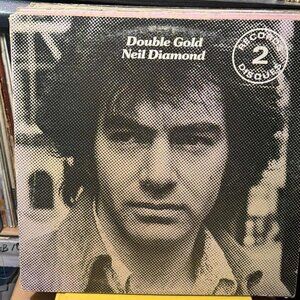 Double Gold
Neil Diamond
RECORDS
2
DISQUES